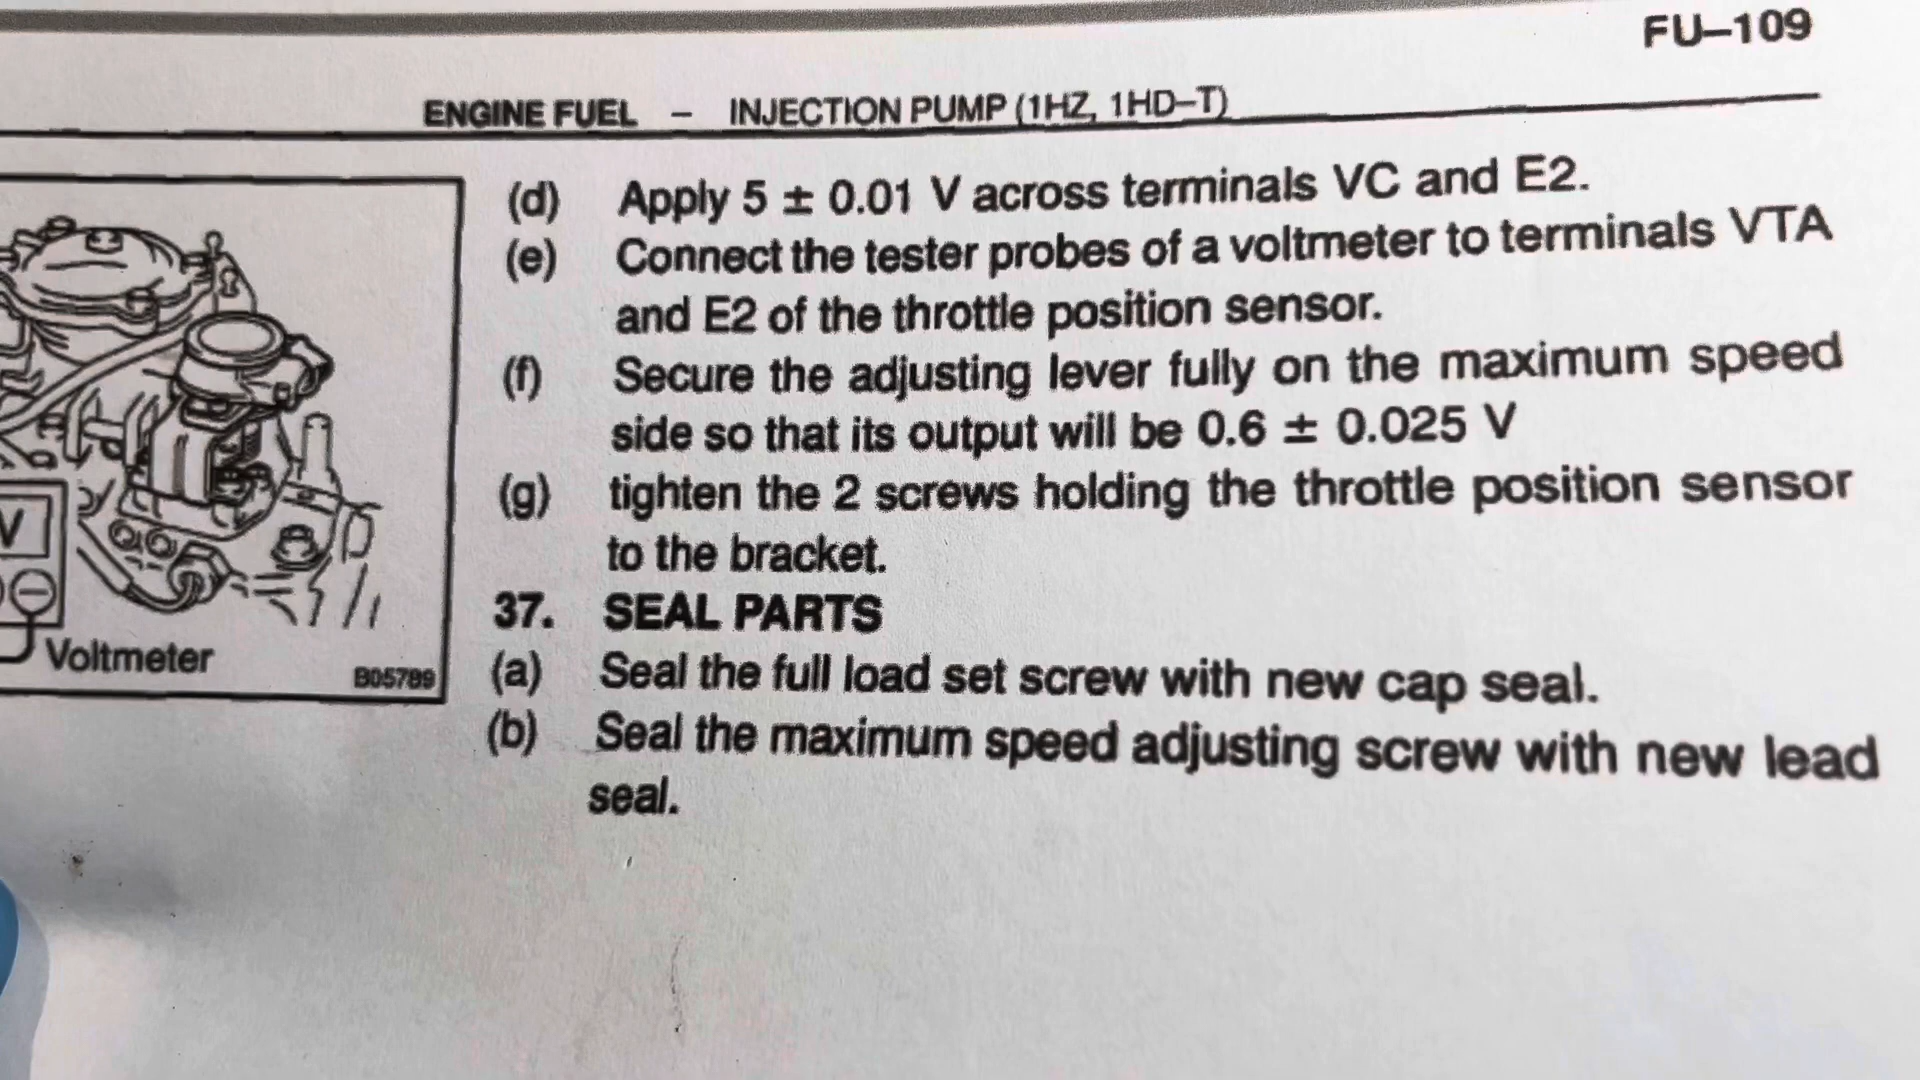 FU–109
ENGINE FUEL – INJECTION PUMP (1HZ, 1HD–T)
(d) Apply 5 ± 0.01 V across terminals VC and E2.
(e) Connect the tester probes of a voltmeter to terminals VTA
and E2 of the throttle position sensor.
(f) Secure the adjusting lever fully on the maximum speed
side so that its output will be 0.6 ± 0.025 V
(g) tighten the 2 screws holding the throttle position sensor
to the bracket.
37. SEAL PARTS
(a) Seal the full load set screw with new cap seal.
(b) Seal the maximum speed adjusting screw with new lead
seal.
V
Voltmeter
B05789